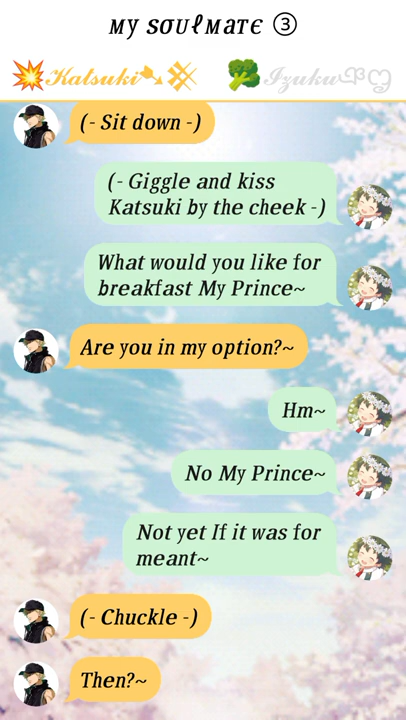 мy ѕσυℓмαтє ③
💥𝓚𝓪𝓽𝓼𝓾𝓴𝓲
🥦𝓘𝔃𝓾𝓴𝓾
(- Sit down -)
(- Giggle and kiss
Katsuki by the cheek -)
What would you like for
breakfast My Prince~
Are you in my option?~
Hm~
No My Prince~
Not yet If it was for
meant~
(- Chuckle -)
Then?~